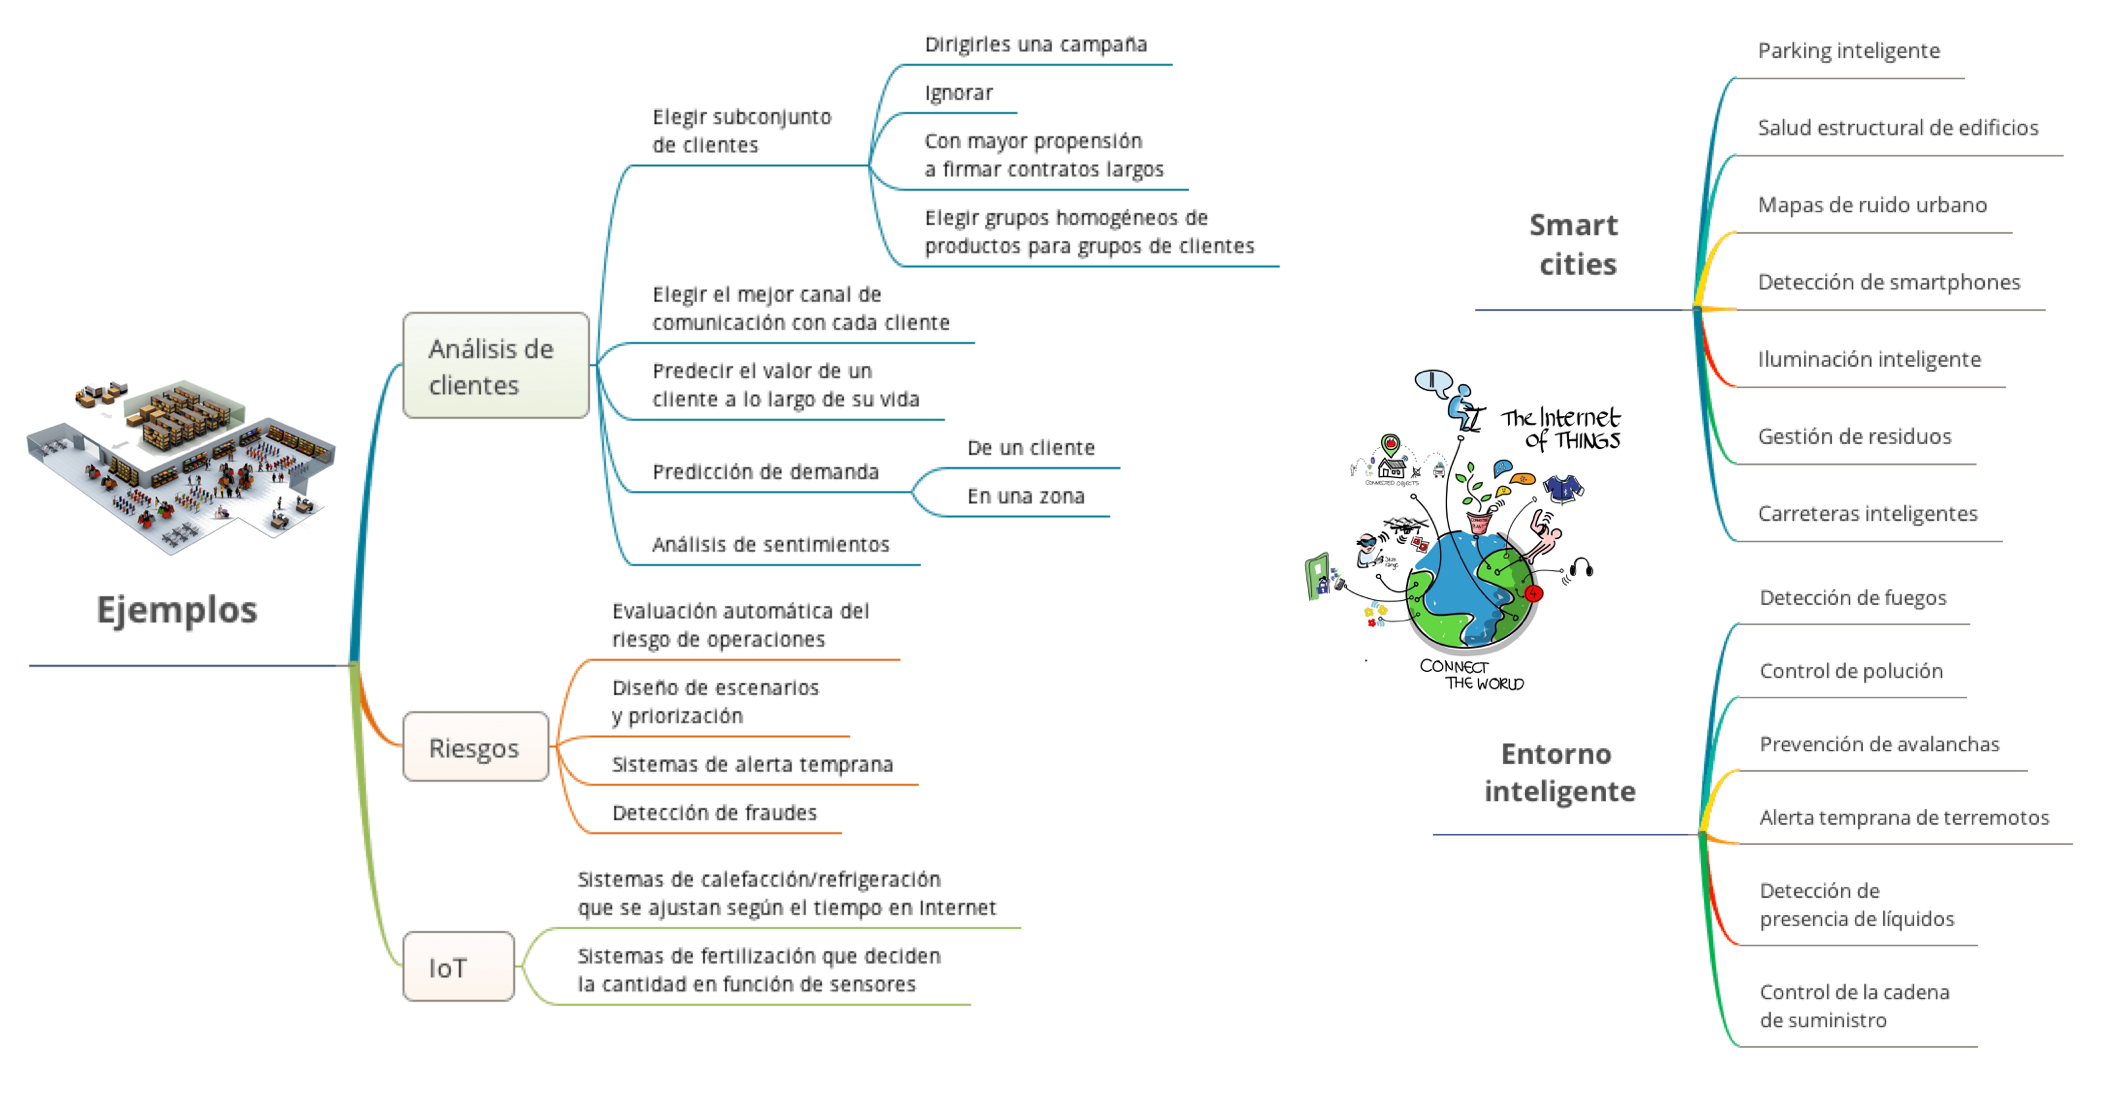 Ejemplos
Análisis de
clientes
Elegir subconjunto
de clientes
Dirigirles una campaña
Ignorar
Con mayor propensión
a firmar contratos largos
Elegir grupos homogéneos de
productos para grupos de clientes
Elegir el mejor canal de
comunicación con cada cliente
Predecir el valor de un
cliente a lo largo de su vida
Predicción de demanda
De un cliente
En una zona
Análisis de sentimientos
Riesgos
Evaluación automática del
riesgo de operaciones
Diseño de escenarios
y priorización
Sistemas de alerta temprana
Detección de fraudes
IoT
Sistemas de calefacción/refrigeración
que se ajustan según el tiempo en Internet
Sistemas de fertilización que deciden
la cantidad en función de sensores
The Internet
of THINGS
CONNECTED OBJECTS
4
CONNECT
THE WORLD
Smart
cities
Parking inteligente
Salud estructural de edificios
Mapas de ruido urbano
Detección de smartphones
Iluminación inteligente
Gestión de residuos
Carreteras inteligentes
Entorno
inteligente
Detección de fuegos
Control de polución
Prevención de avalanchas
Alerta temprana de terremotos
Detección de
presencia de líquidos
Control de la cadena
de suministro